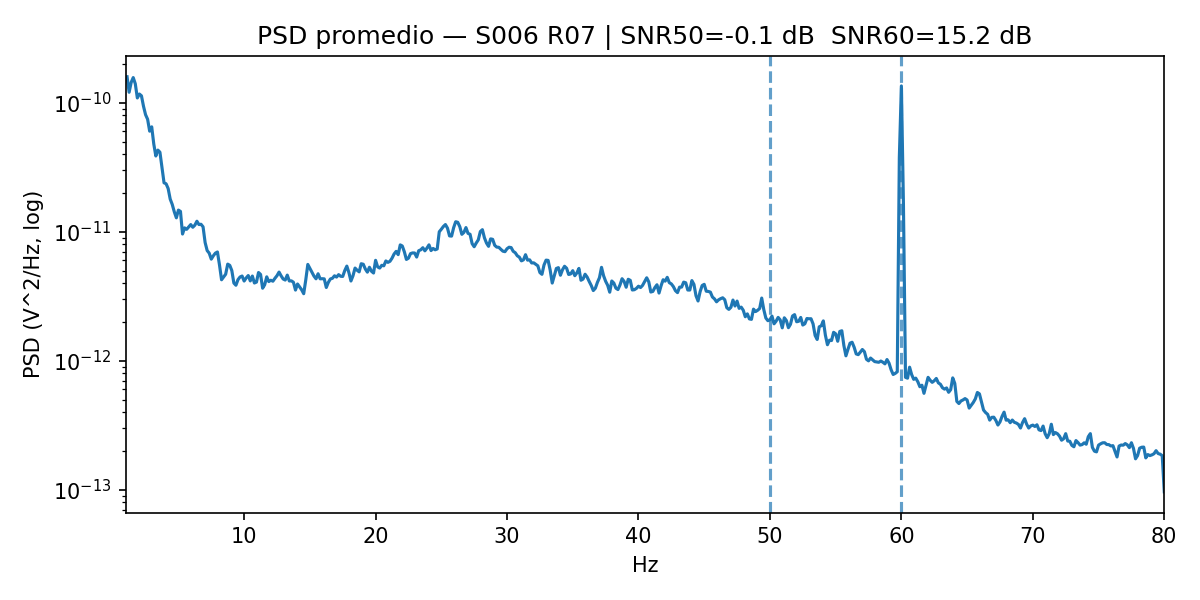 PSD promedio — S006 R07 | SNR50=-0.1 dB  SNR60=15.2 dB
PSD (V^2/Hz, log)
10⁻¹⁰
10⁻¹¹
10⁻¹²
10⁻¹³
10 20 30 40 50 60 70 80
Hz